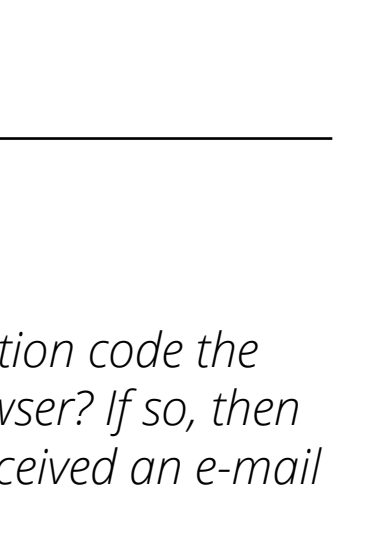 tion code the
wser? If so, then
ceived an e-mail